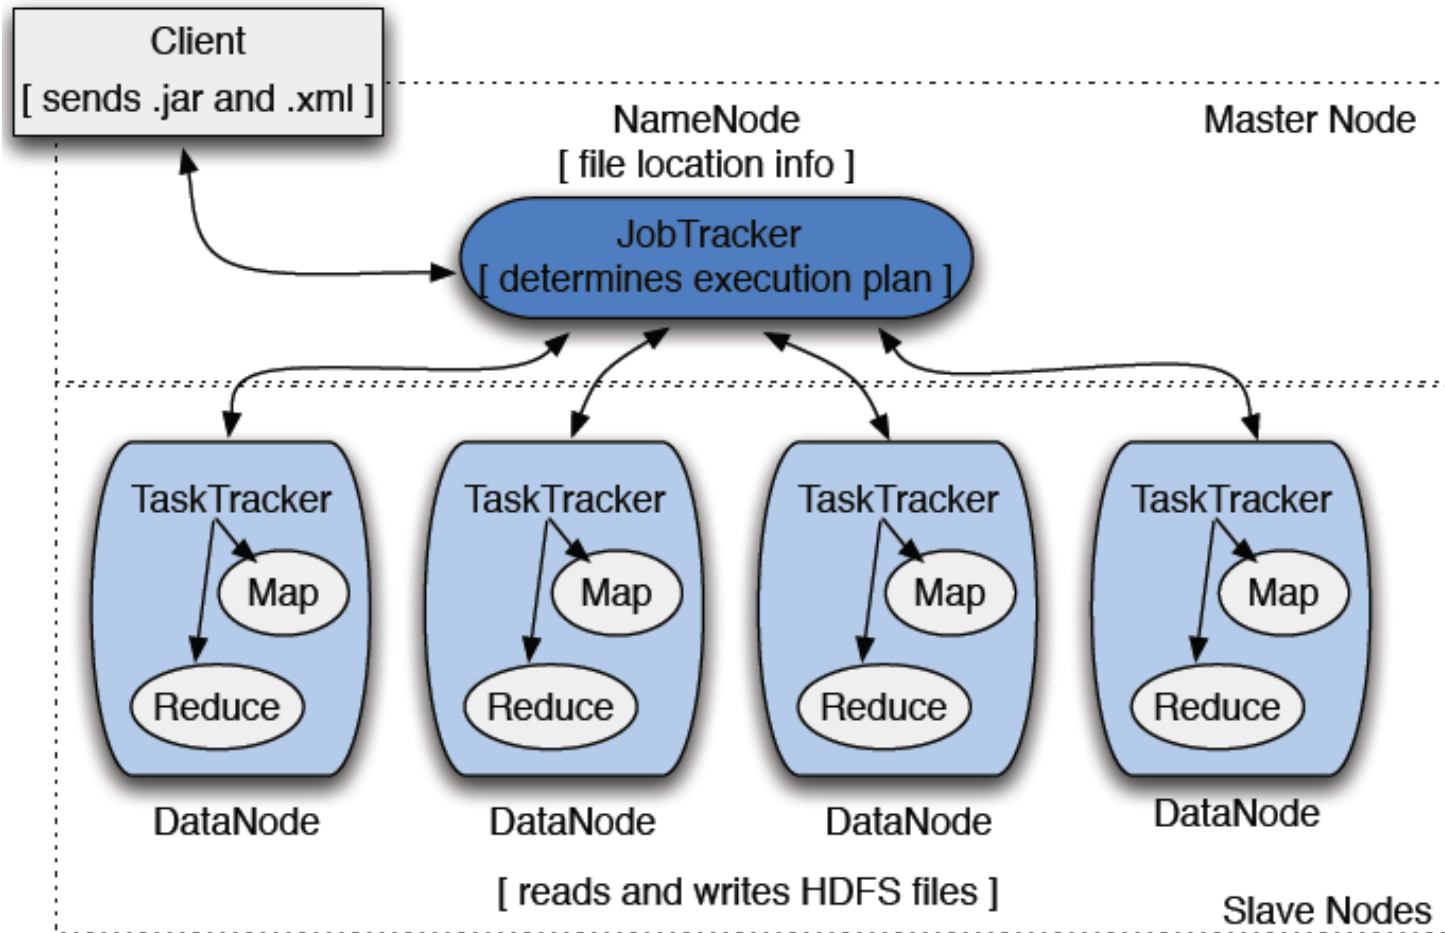 Client
[ sends .jar and .xml ]
NameNode
[ file location info ]
Master Node
JobTracker
[ determines execution plan ]
TaskTracker
Map
Reduce
DataNode
TaskTracker
Map
Reduce
DataNode
TaskTracker
Map
Reduce
DataNode
TaskTracker
Map
Reduce
DataNode
[ reads and writes HDFS files ]
Slave Nodes